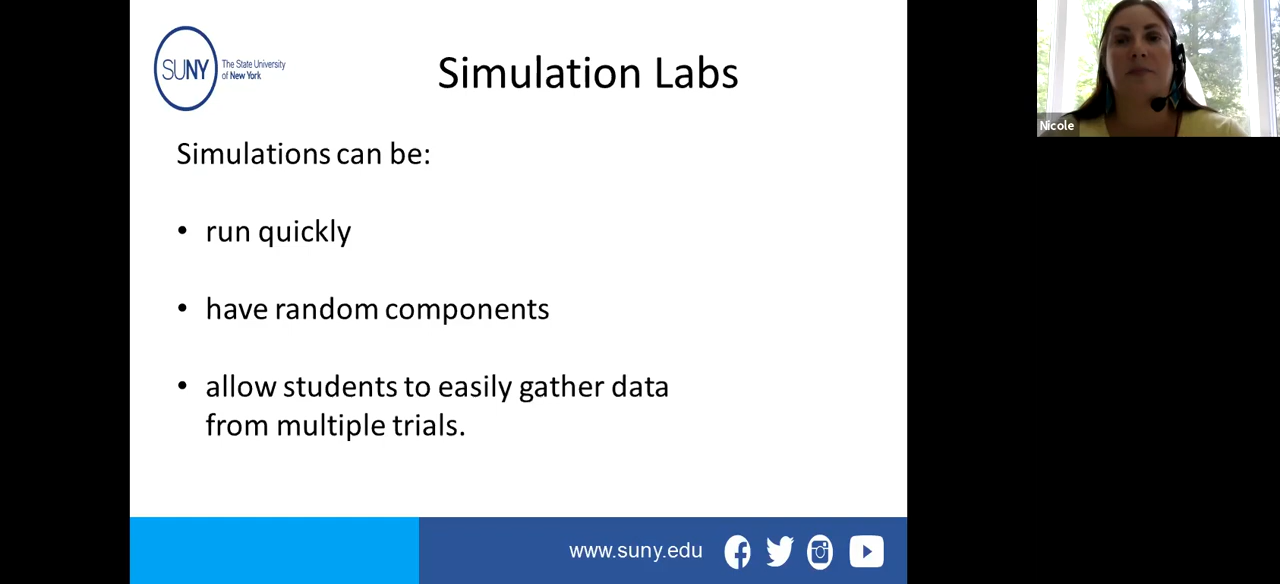 SUNY
The State University
of New York
Simulation Labs
Nicole
Simulations can be:
• run quickly
• have random components
• allow students to easily gather data
from multiple trials.
www.suny.edu